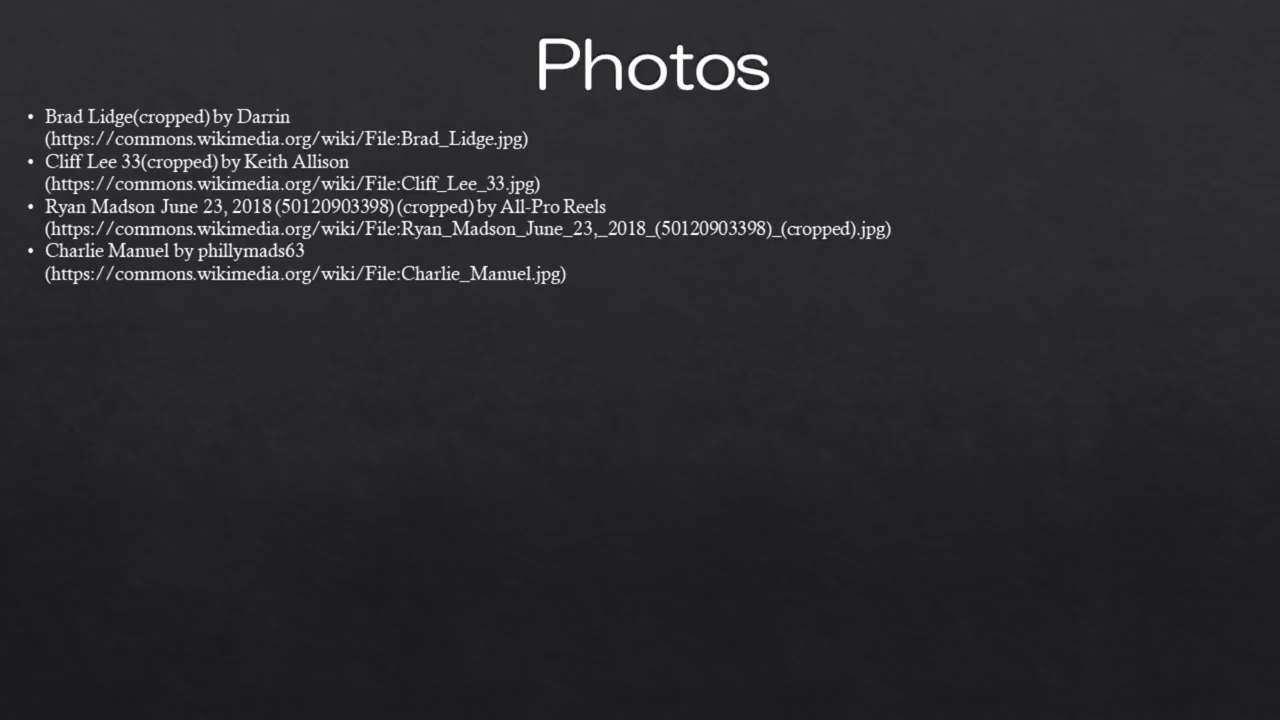 Photos
• Brad Lidge(cropped) by Darrin
(https://commons.wikimedia.org/wiki/File:Brad_Lidge.jpg)
• Cliff Lee 33(cropped) by Keith Allison
(https://commons.wikimedia.org/wiki/File:Cliff_Lee_33.jpg)
• Ryan Madson June 23, 2018 (50120903398) (cropped) by All-Pro Reels
(https://commons.wikimedia.org/wiki/File:Ryan_Madson_June_23,_2018_(50120903398)_(cropped).jpg)
• Charlie Manuel by phillymads63
(https://commons.wikimedia.org/wiki/File:Charlie_Manuel.jpg)